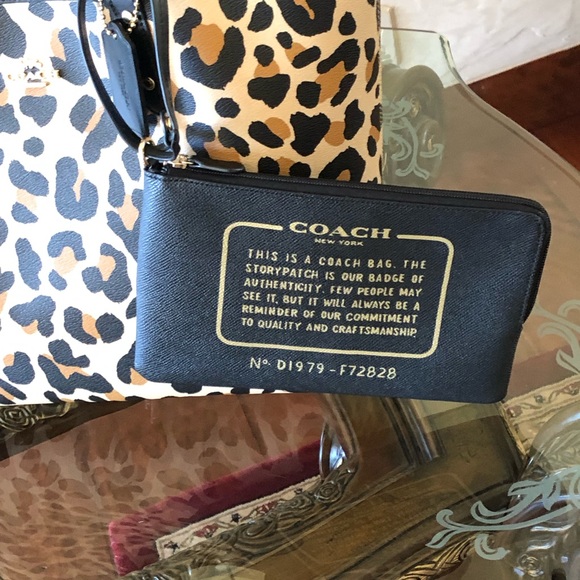 COACH
NEW YORK
THIS IS A COACH BAG. THE
STORYPATCH IS OUR BADGE OF
AUTHENTICITY. FEW PEOPLE MAY
SEE IT, BUT IT WILL ALWAYS BE A
REMINDER OF OUR COMMITMENT
TO QUALITY AND CRAFTSMANSHIP.
Nº D1979-F72828